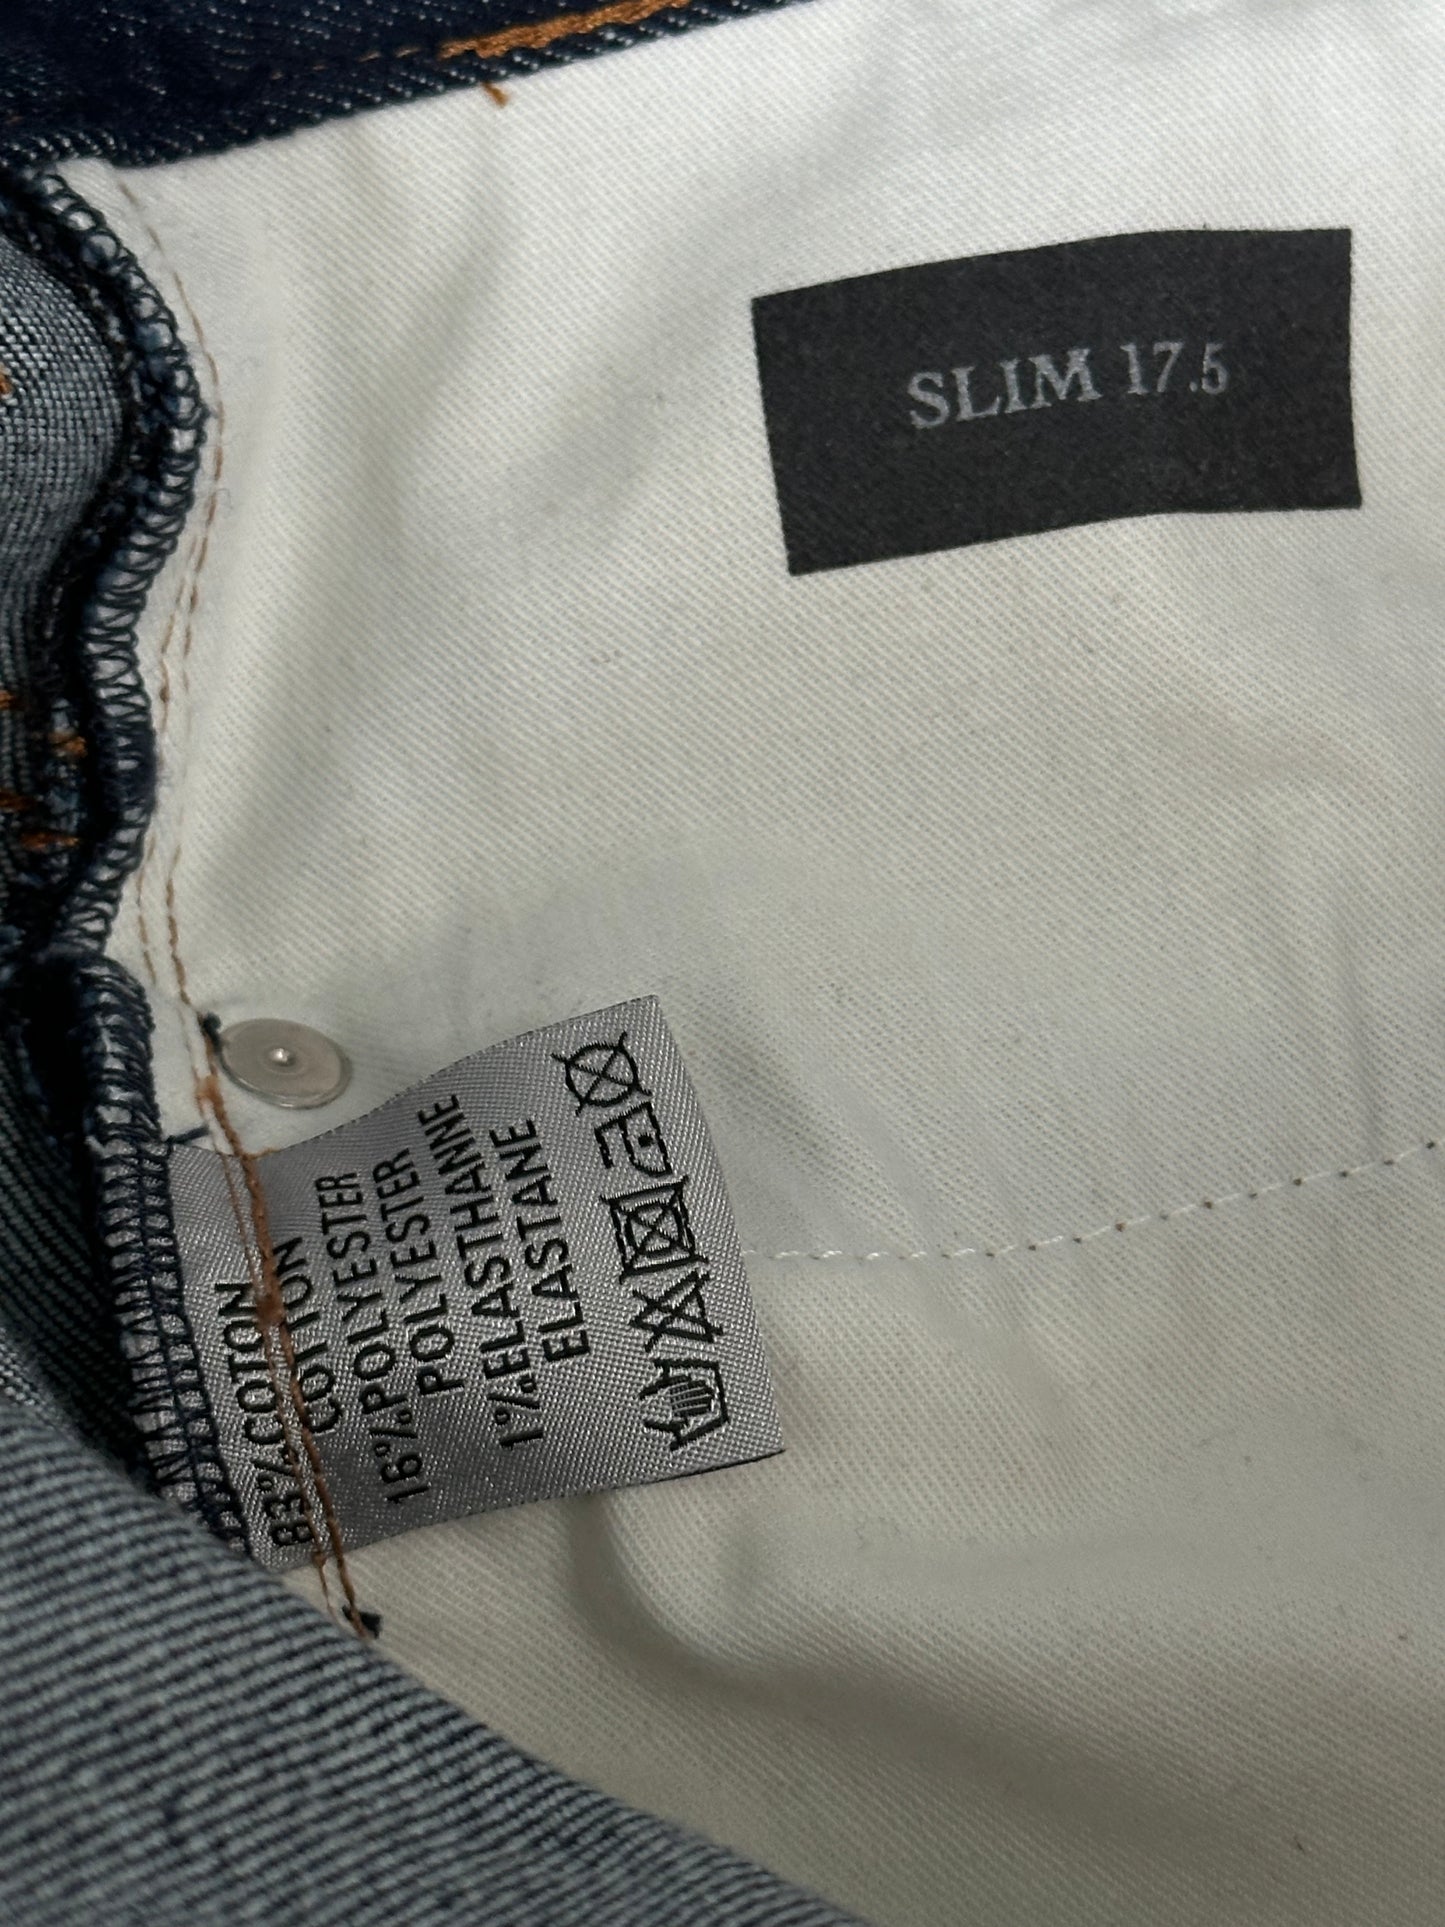 SLIM 17.5
83% COTON
COTTON
16% POLYESTER
POLYESTER
1% ELASTHANNE
ELASTANE